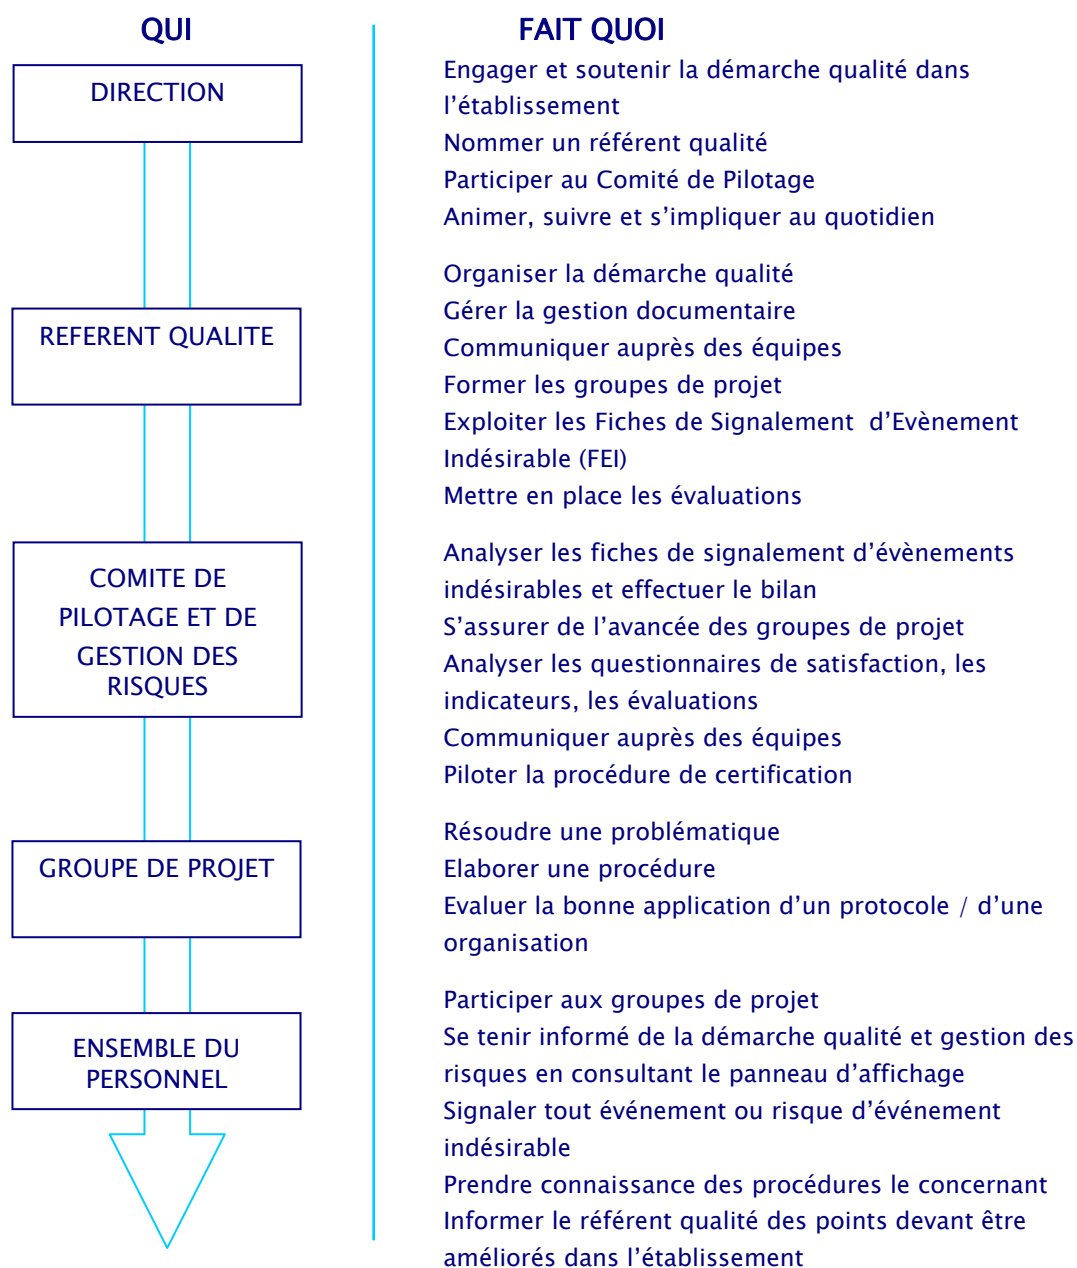 QUI
FAIT QUOI
DIRECTION
Engager et soutenir la démarche qualité dans
l’établissement
Nommer un référent qualité
Participer au Comité de Pilotage
Animer, suivre et s’impliquer au quotidien
REFERENT QUALITE
Organiser la démarche qualité
Gérer la gestion documentaire
Communiquer auprès des équipes
Former les groupes de projet
Exploiter les Fiches de Signalement  d’Evènement
Indésirable (FEI)
Mettre en place les évaluations
COMITE DE
PILOTAGE ET DE
GESTION DES
RISQUES
Analyser les fiches de signalement d’évènements
indésirables et effectuer le bilan
S’assurer de l’avancée des groupes de projet
Analyser les questionnaires de satisfaction, les
indicateurs, les évaluations
Communiquer auprès des équipes
Piloter la procédure de certification
GROUPE DE PROJET
Résoudre une problématique
Elaborer une procédure
Evaluer la bonne application d’un protocole / d’une
organisation
ENSEMBLE DU
PERSONNEL
Participer aux groupes de projet
Se tenir informé de la démarche qualité et gestion des
risques en consultant le panneau d’affichage
Signaler tout événement ou risque d’événement
indésirable
Prendre connaissance des procédures le concernant
Informer le référent qualité des points devant être
améliorés dans l’établissement